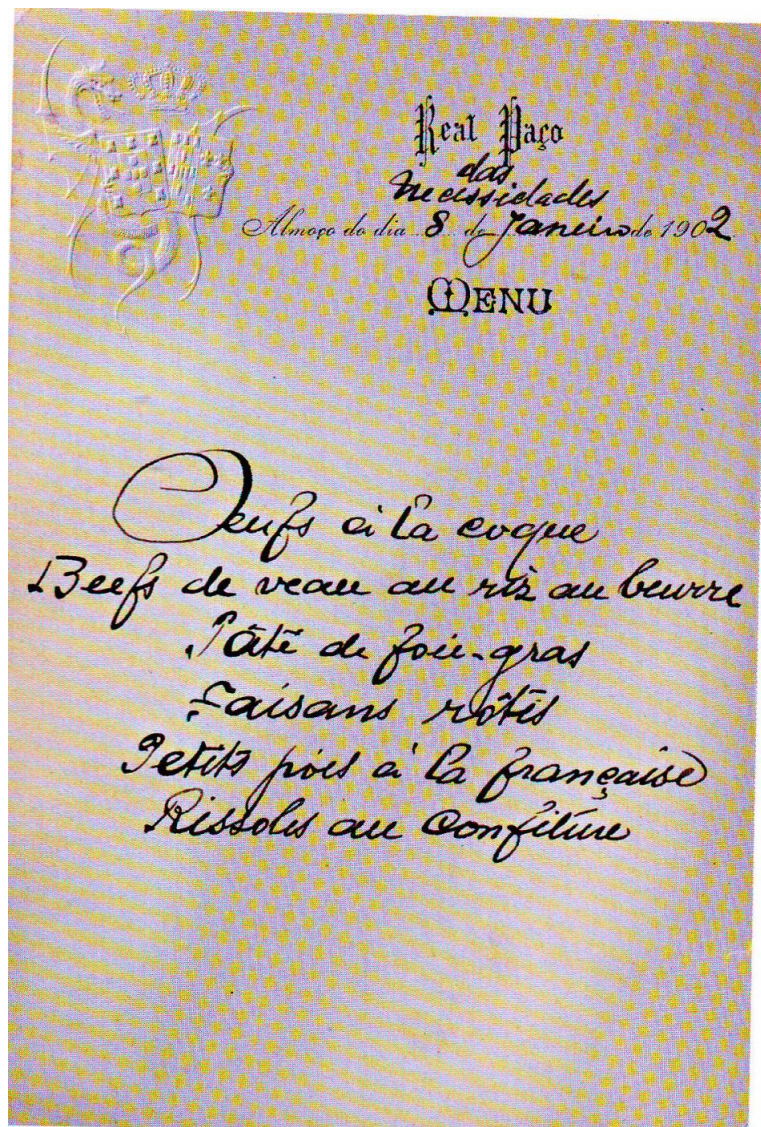 Real Paço
das
Necessidades
Almoço do dia 8 de Janeiro de 1902
MENU
Oeufs à la coque
Beefs de veau au riz au beurre
Pâté de foie-gras
Faisans rôtis
Petits pois à la française
Rissoles au Confiture